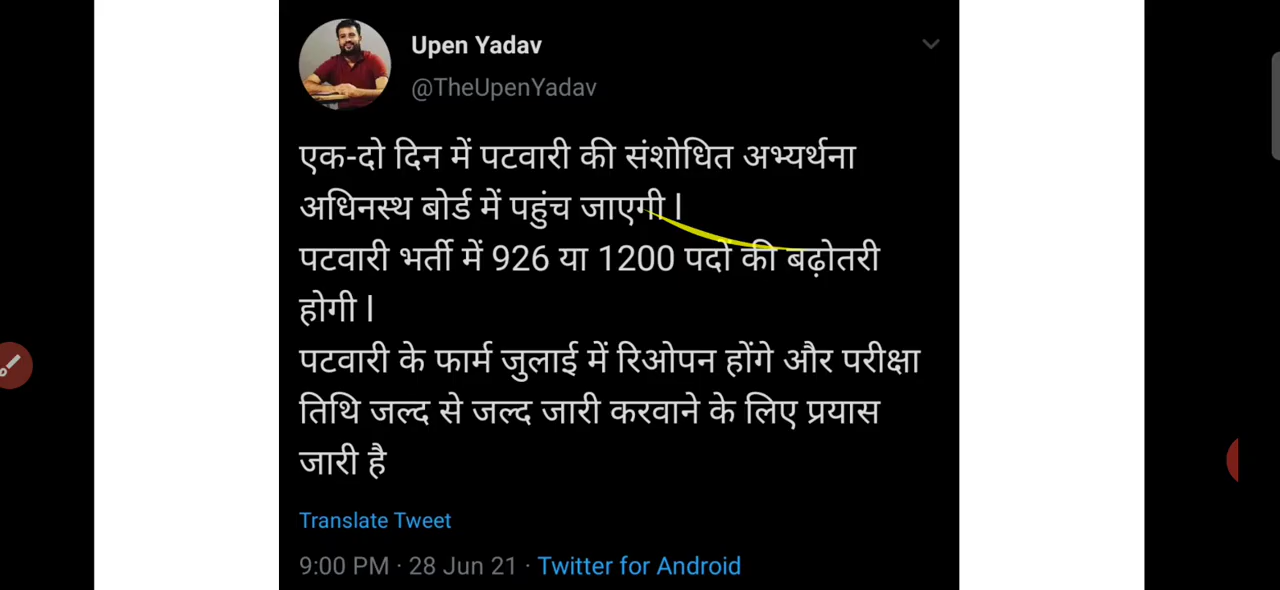 Upen Yadav
@TheUpenYadav
एक-दो दिन में पटवारी की संशोधित अभ्यर्थना
अधिनस्थ बोर्ड में पहुंच जाएगी l
पटवारी भर्ती में 926 या 1200 पदो की बढ़ोतरी
होगी l
पटवारी के फार्म जुलाई में रिओपन होंगे और परीक्षा
तिथि जल्द से जल्द जारी करवाने के लिए प्रयास
जारी है
Translate Tweet
9:00 PM · 28 Jun 21 · Twitter for Android